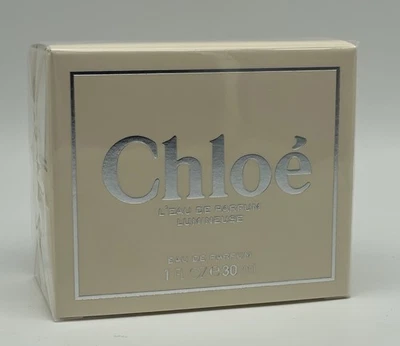 Chloé
L'EAU DE PARFUM
LUMINEUSE
EAU DE PARFUM